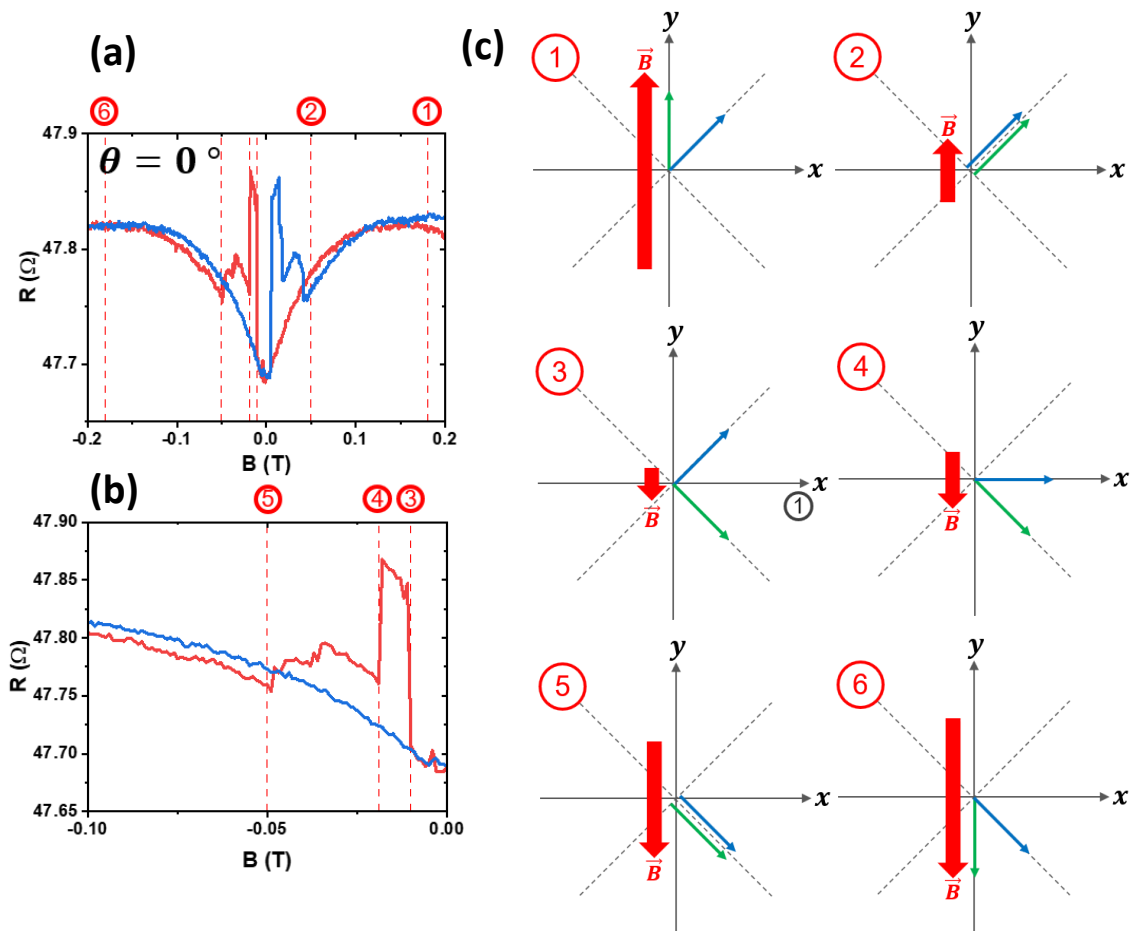 (a)
6
2
1
47.9
47.8
47.7
θ = 0 °
R (Ω)
-0.2
-0.1
0.0
0.1
0.2
B (T)
(b)
5
4
3
47.90
47.85
47.80
47.75
47.70
47.65
R (Ω)
-0.10
-0.05
0.00
B (T)
(c)
1
B
y
x
2
B
y
x
3
B
y
x
1
4
B
y
x
5
B
y
x
6
B
y
x